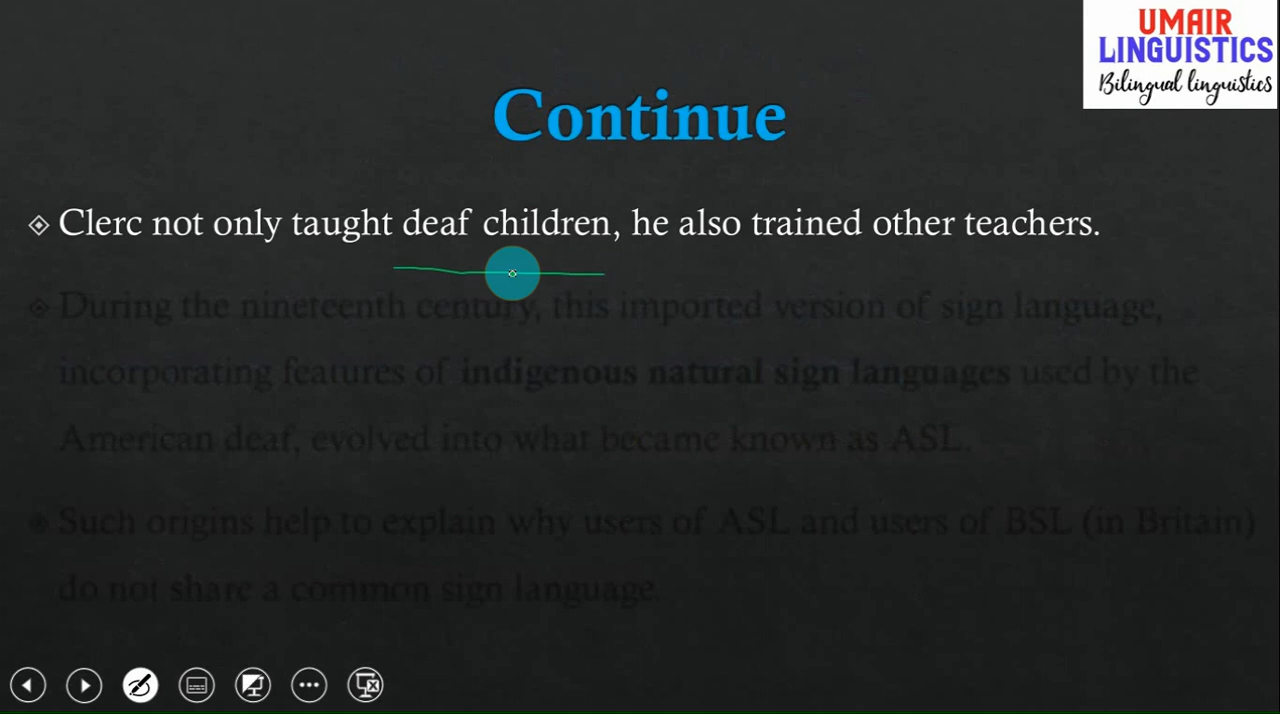 UMAIR
LINGUISTICS
Bilingual linguistics
Continue
Clerc not only taught deaf children, he also trained other teachers.
During the nineteenth century, this imported version of sign language,
incorporating features of indigenous natural sign languages used by the
American deaf, evolved into what became known as ASL.
Such origins help to explain why users of ASL and users of BSL (in Britain)
do not share a common sign language.